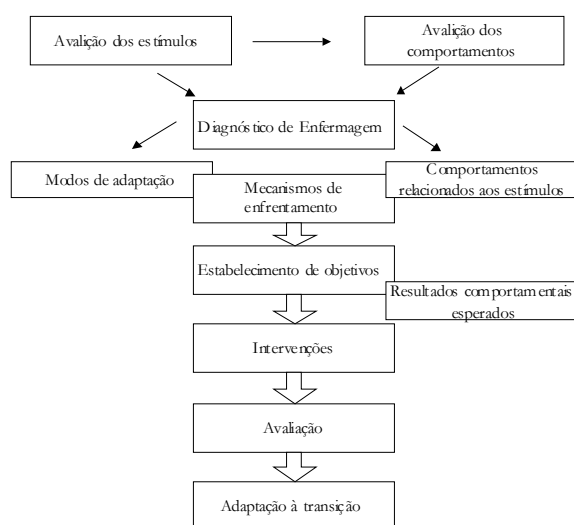 Avalição dos estímulos
Avalição dos
comportamentos
Diagnóstico de Enfermagem
Modos de adaptação
Mecanismos de
enfrentamento
Comportamentos
relacionados aos estímulos
Estabelecimento de objetivos
Resultados comportamentais
esperados
Intervenções
Avaliação
Adaptação à transição